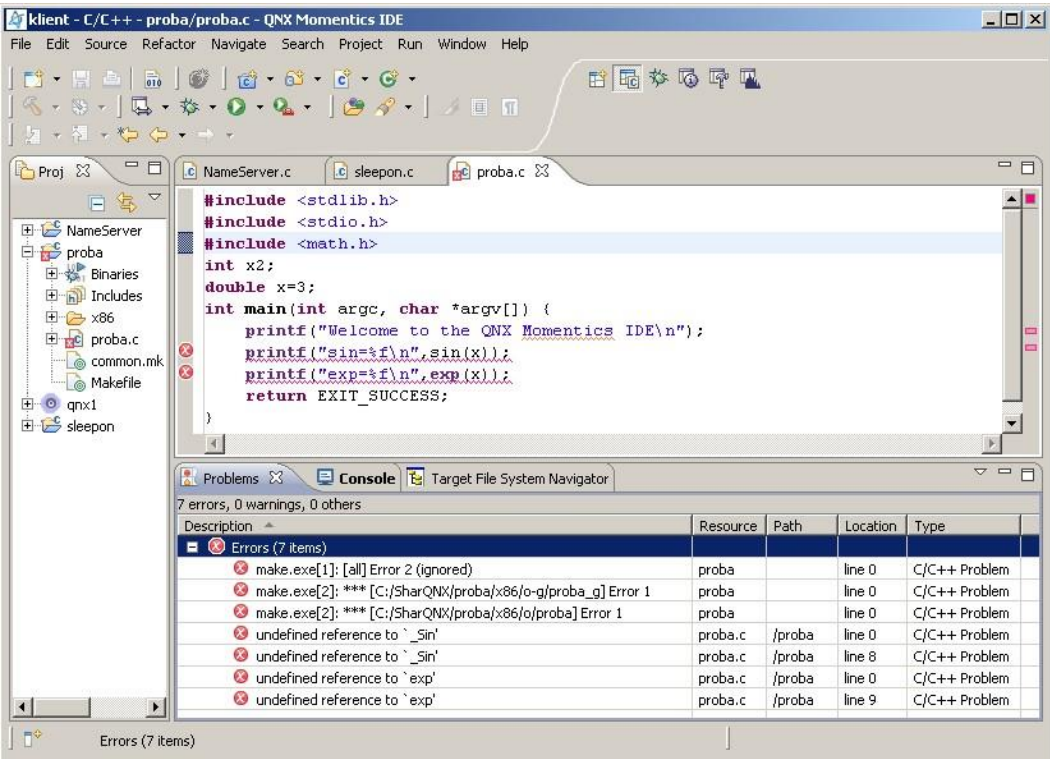 klient - C/C++ - proba/proba.c - QNX Momentics IDE
File Edit Source Refactor Navigate Search Project Run Window Help
Proj
NameServer
proba
Binaries
Includes
x86
proba.c
common.mk
Makefile
qnx1
sleepon
NameServer.c sleepon.c proba.c
#include <stdlib.h>
#include <stdio.h>
#include <math.h>
int x2;
double x=3;
int main(int argc, char *argv[]) {
printf("Welcome to the QNX Momentics IDE\n");
printf("sin=%f\n",sin(x));
printf("exp=%f\n",exp(x));
return EXIT_SUCCESS;
}
Problems Console Target File System Navigator
7 errors, 0 warnings, 0 others
Description Resource Path Location Type
Errors (7 items)
make.exe[1]: [all] Error 2 (ignored) proba line 0 C/C++ Problem
make.exe[2]: *** [C:/SharQNX/proba/x86/o-g/proba_g] Error 1 proba line 0 C/C++ Problem
make.exe[2]: *** [C:/SharQNX/proba/x86/o/proba] Error 1 proba line 0 C/C++ Problem
undefined reference to `_Sin' proba.c /proba line 0 C/C++ Problem
undefined reference to `_Sin' proba.c /proba line 8 C/C++ Problem
undefined reference to `exp' proba.c /proba line 0 C/C++ Problem
undefined reference to `exp' proba.c /proba line 9 C/C++ Problem
Errors (7 items)